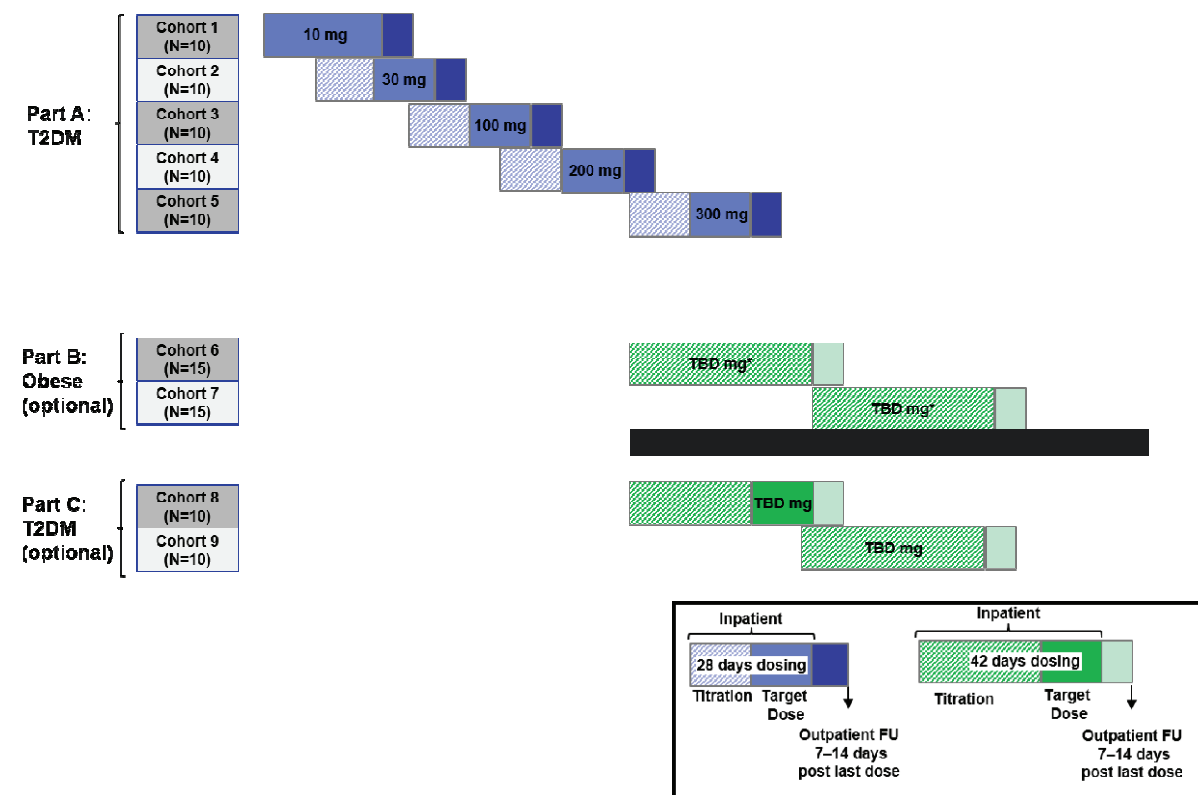 Part A:
T2DM
Cohort 1
(N=10)
Cohort 2
(N=10)
Cohort 3
(N=10)
Cohort 4
(N=10)
Cohort 5
(N=10)
10 mg
30 mg
100 mg
200 mg
300 mg
Part B:
Obese
(optional)
Cohort 6
(N=15)
Cohort 7
(N=15)
TBD mg*
TBD mg*
Part C:
T2DM
(optional)
Cohort 8
(N=10)
Cohort 9
(N=10)
TBD mg
TBD mg
Inpatient
28 days dosing
Titration
Target
Dose
Outpatient FU
7–14 days
post last dose
Inpatient
42 days dosing
Titration
Target
Dose
Outpatient FU
7–14 days
post last dose